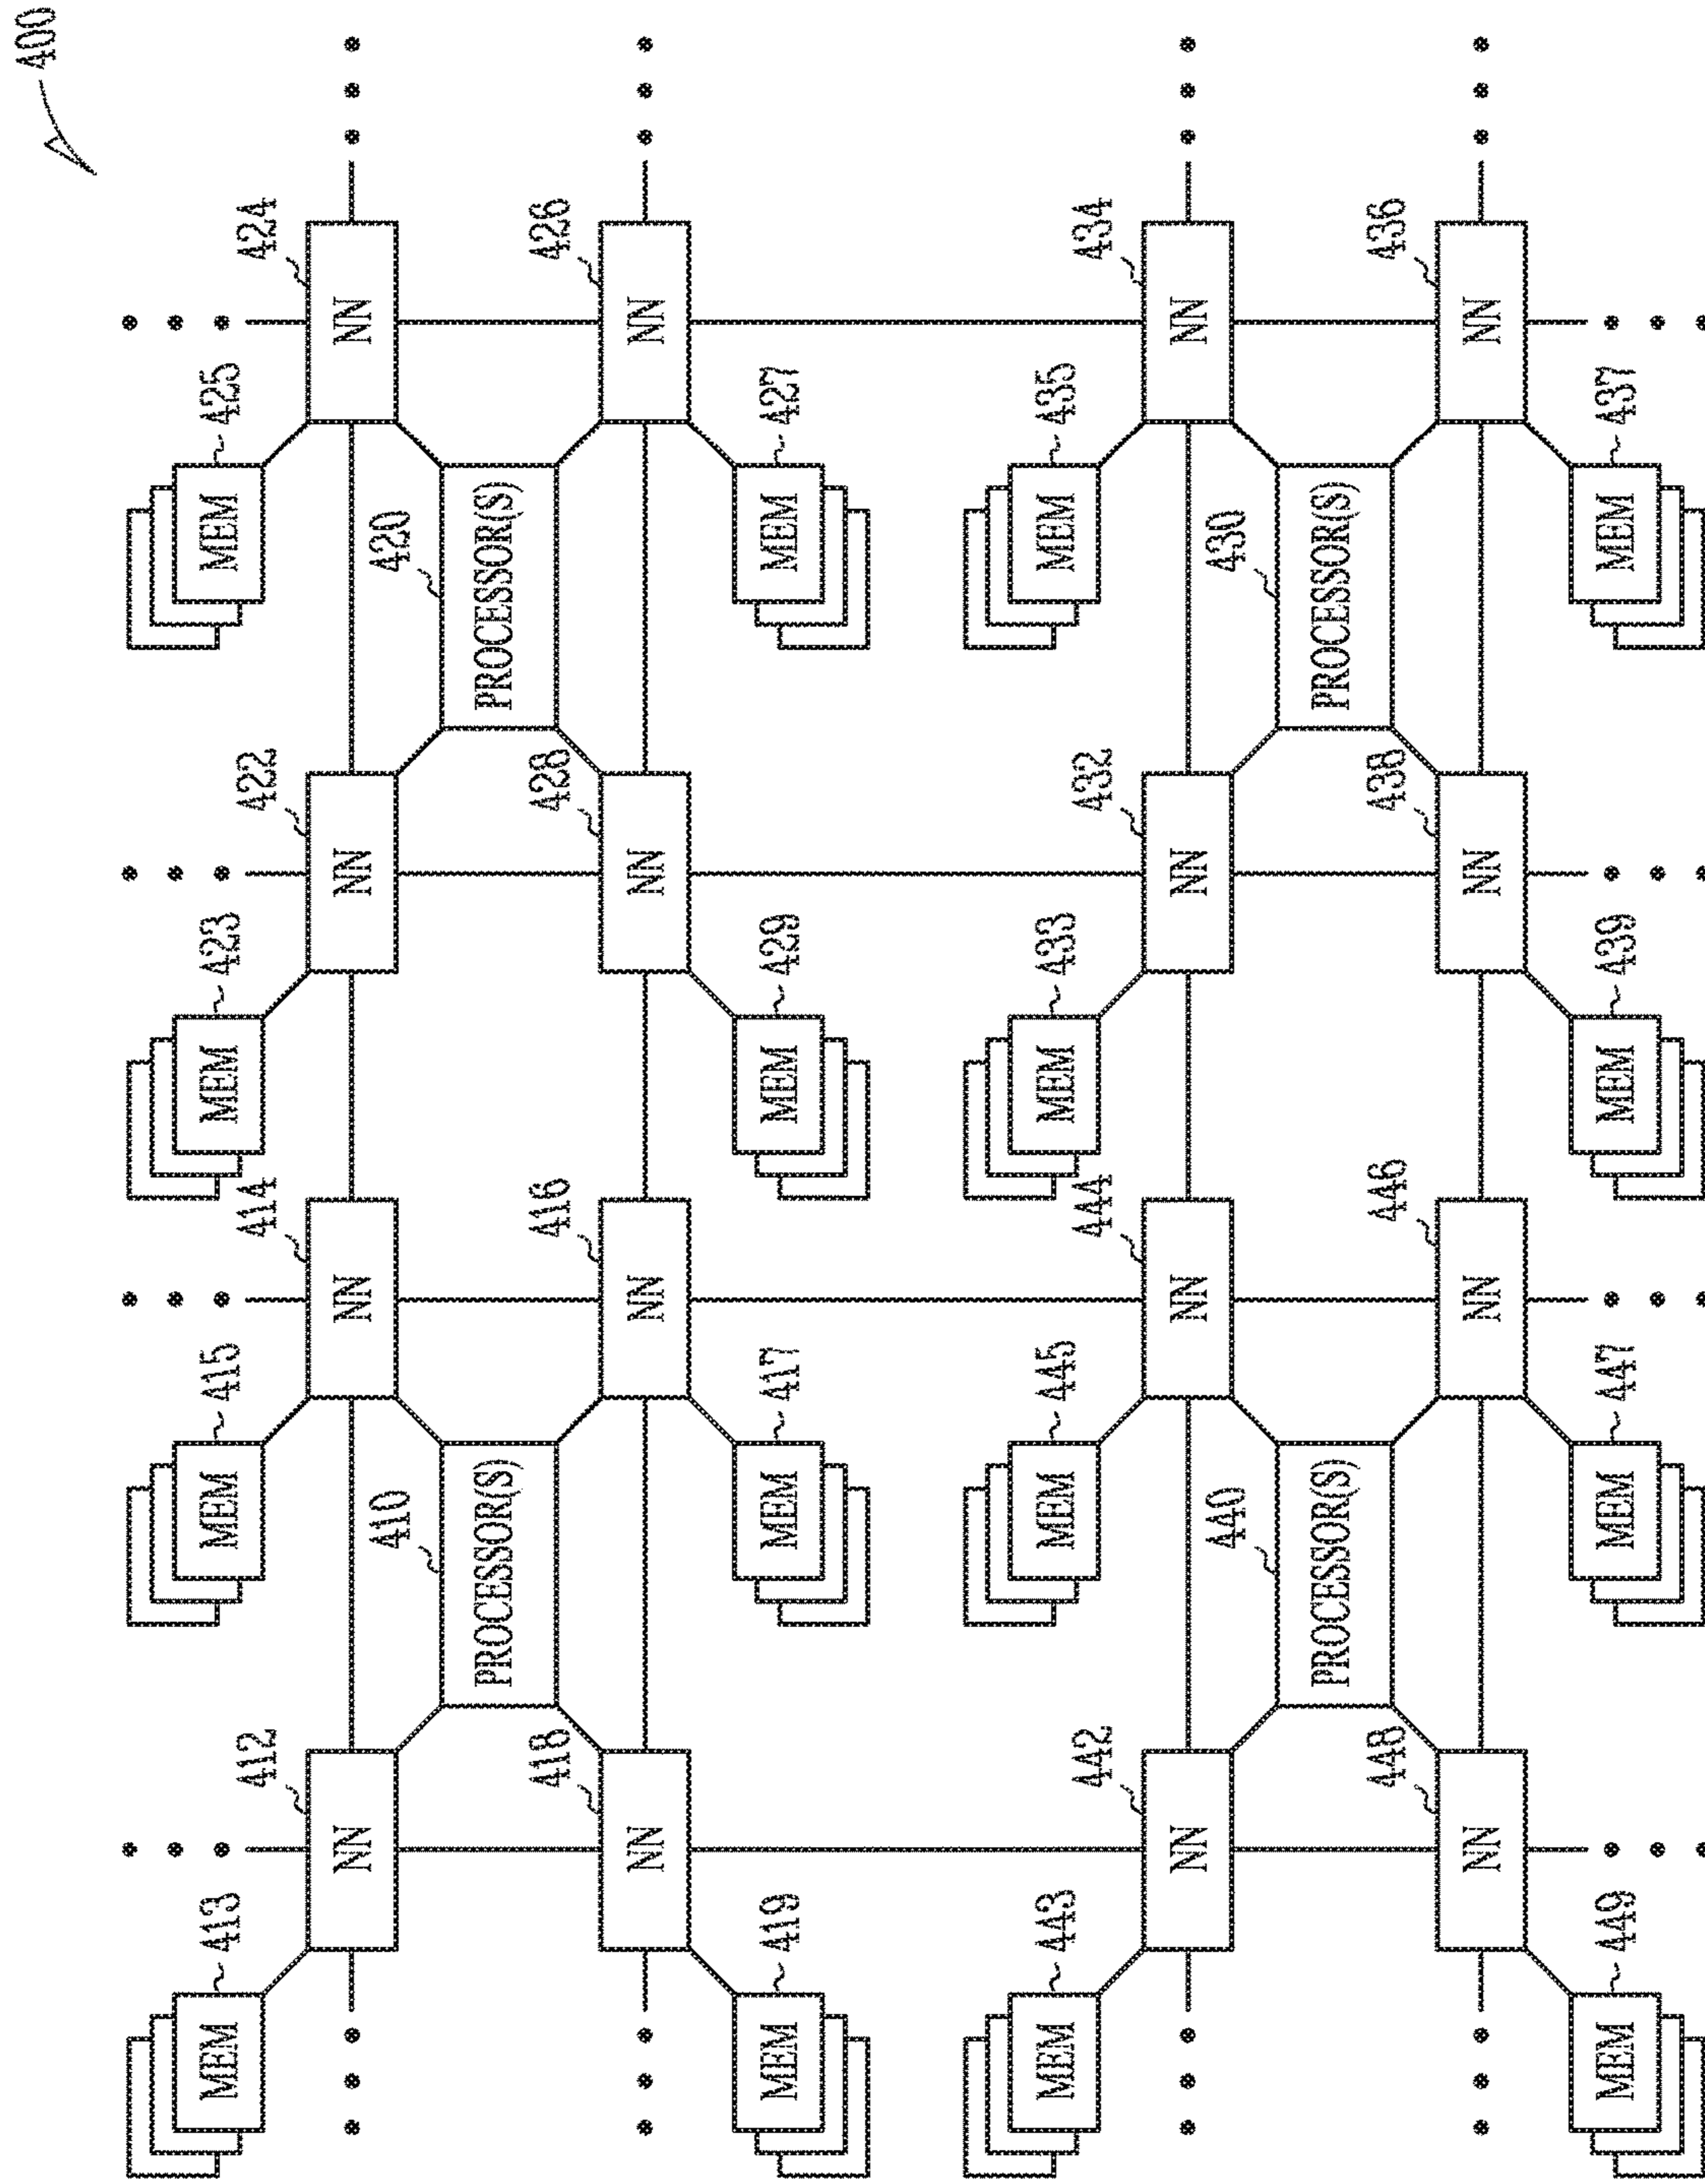 400
MEM 413 MEM 415 MEM 423 MEM 425
412 414 422 424
NN NN NN NN
410 420
PROCESSOR(S) PROCESSOR(S)
418 416 428 426
NN NN NN NN
MEM 419 MEM 417 MEM 429 MEM 427
MEM 443 MEM 445 MEM 433 MEM 435
442 444 432 434
NN NN NN NN
440 430
PROCESSOR(S) PROCESSOR(S)
448 446 438 436
NN NN NN NN
MEM 449 MEM 447 MEM 439 MEM 437